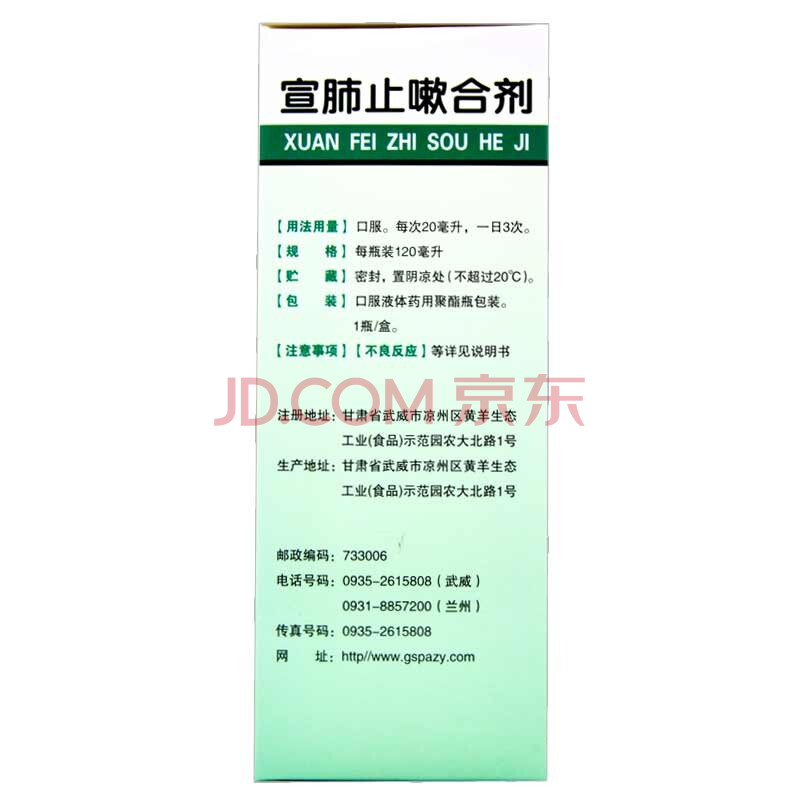 宣肺止嗽合剂
XUAN FEI ZHI SOU HE JI
【用法用量】口服。每次20毫升，一日3次。
【规　格】每瓶装120毫升
【贮　藏】密封，置阴凉处(不超过20℃)。
【包　装】口服液体药用聚酯瓶包装。
1瓶/盒。
【注意事项】【不良反应】等详见说明书
JD.COM 京东
注册地址：甘肃省武威市凉州区黄羊生态
工业(食品)示范园农大北路1号
生产地址：甘肃省武威市凉州区黄羊生态
工业(食品)示范园农大北路1号
邮政编码：733006
电话号码：0935-2615808(武威)
0931-8857200(兰州)
传真号码：0935-2615808
网　址：http//www.gspazy.com